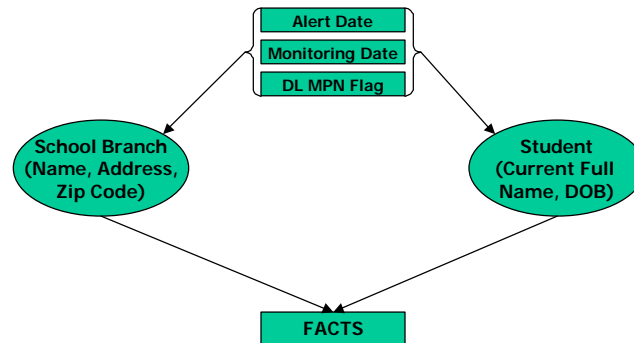 Alert Date
Monitoring Date
DL MPN Flag
School Branch
(Name, Address,
Zip Code)
Student
(Current Full
Name, DOB)
FACTS